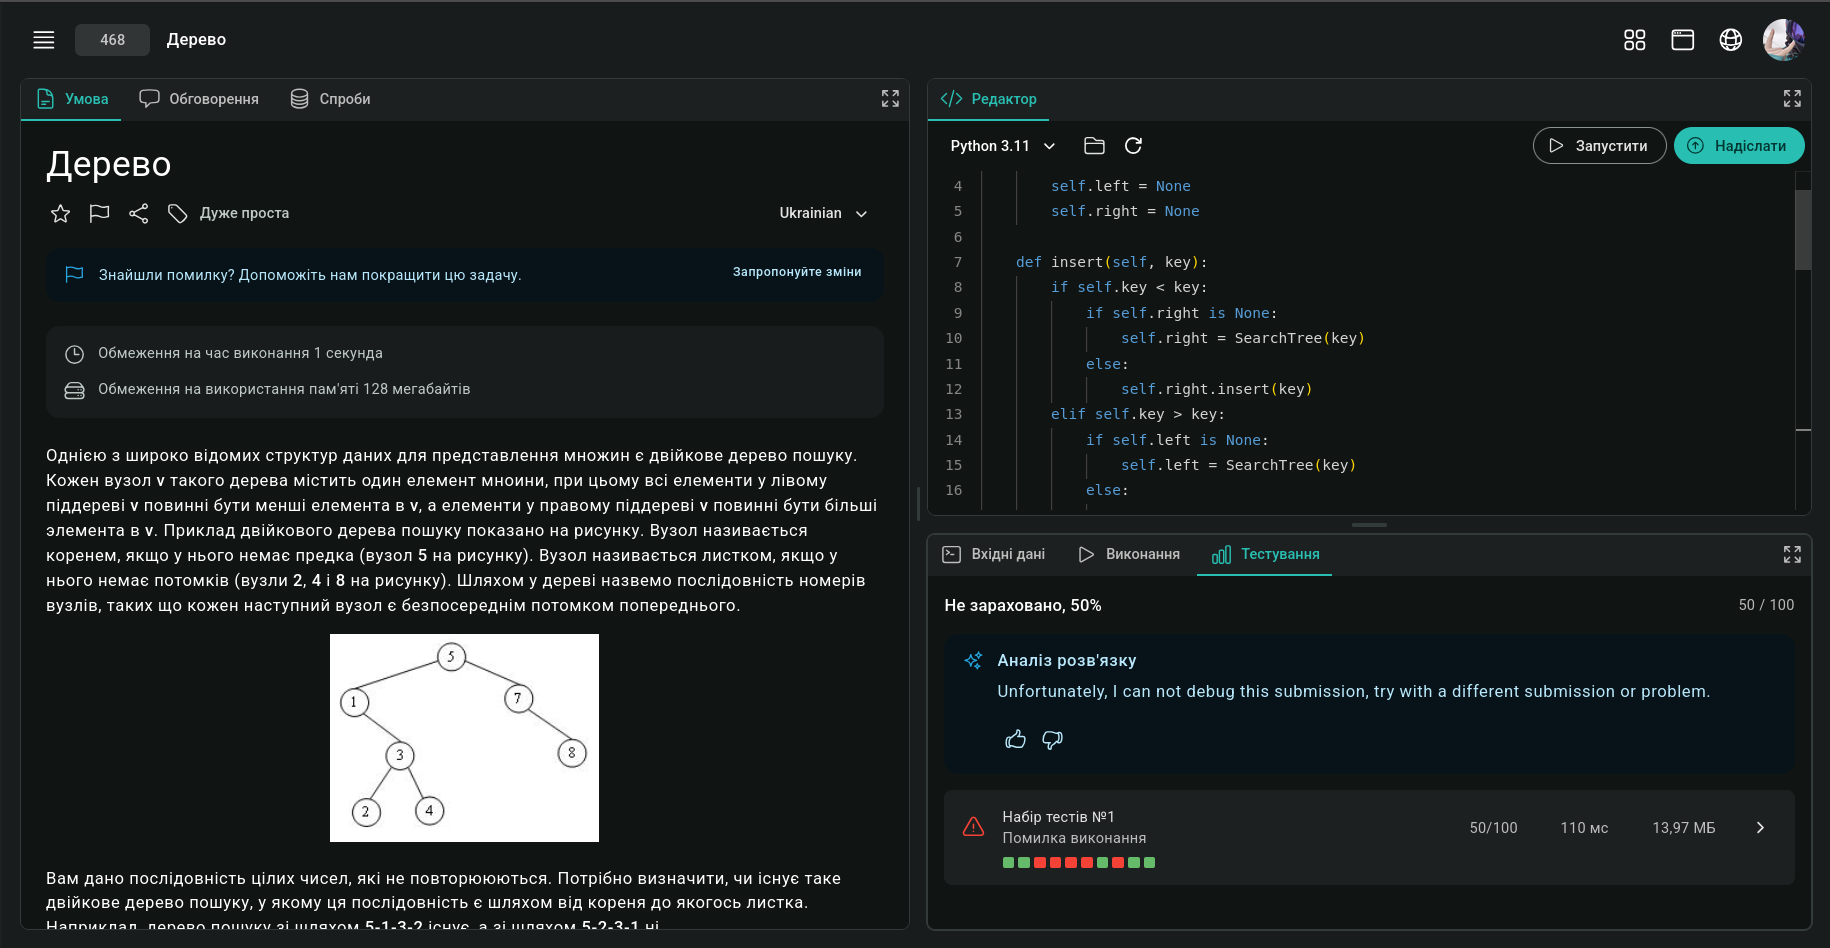 468
Дерево
Умова
Обговорення
Спроби
Дерево
Дуже проста
Ukrainian
Знайшли помилку? Допоможіть нам покращити цю задачу.
Запропонуйте зміни
Обмеження на час виконання 1 секунда
Обмеження на використання пам'яті 128 мегабайтів
Однією з широко відомих структур даних для представлення множин є двійкове дерево пошуку.
Кожен вузол v такого дерева містить один елемент мноини, при цьому всі елементи у лівому
піддереві v повинні бути менші елемента в v, а елементи у правому піддереві v повинні бути більші
элемента в v. Приклад двійкового дерева пошуку показано на рисунку. Вузол називається
коренем, якщо у нього немає предка (вузол 5 на рисунку). Вузол називається листком, якщо у
нього немає потомків (вузли 2, 4 і 8 на рисунку). Шляхом у дереві назвемо послідовність номерів
вузлів, таких що кожен наступний вузол є безпосереднім потомком попереднього.
5
1
7
3
8
2
4
Вам дано послідовність цілих чисел, які не повторюються. Потрібно визначити, чи існує таке
двійкове дерево пошуку, у якому ця послідовність є шляхом від кореня до якогось листка.
Наприклад, дерево пошуку зі шляхом 5-1-3-2 існує, а зі шляхом 5-2-3-1 ні.
Редактор
Python 3.11
Запустити
Надіслати
4 self.left = None
5 self.right = None
6
7 def insert(self, key):
8 if self.key < key:
9 if self.right is None:
10 self.right = SearchTree(key)
11 else:
12 self.right.insert(key)
13 elif self.key > key:
14 if self.left is None:
15 self.left = SearchTree(key)
16 else:
Вхідні дані
Виконання
Тестування
Не зараховано, 50%
50 / 100
Аналіз розв'язку
Unfortunately, I can not debug this submission, try with a different submission or problem.
Набір тестів №1
Помилка виконання
50/100
110 мс
13,97 МБ